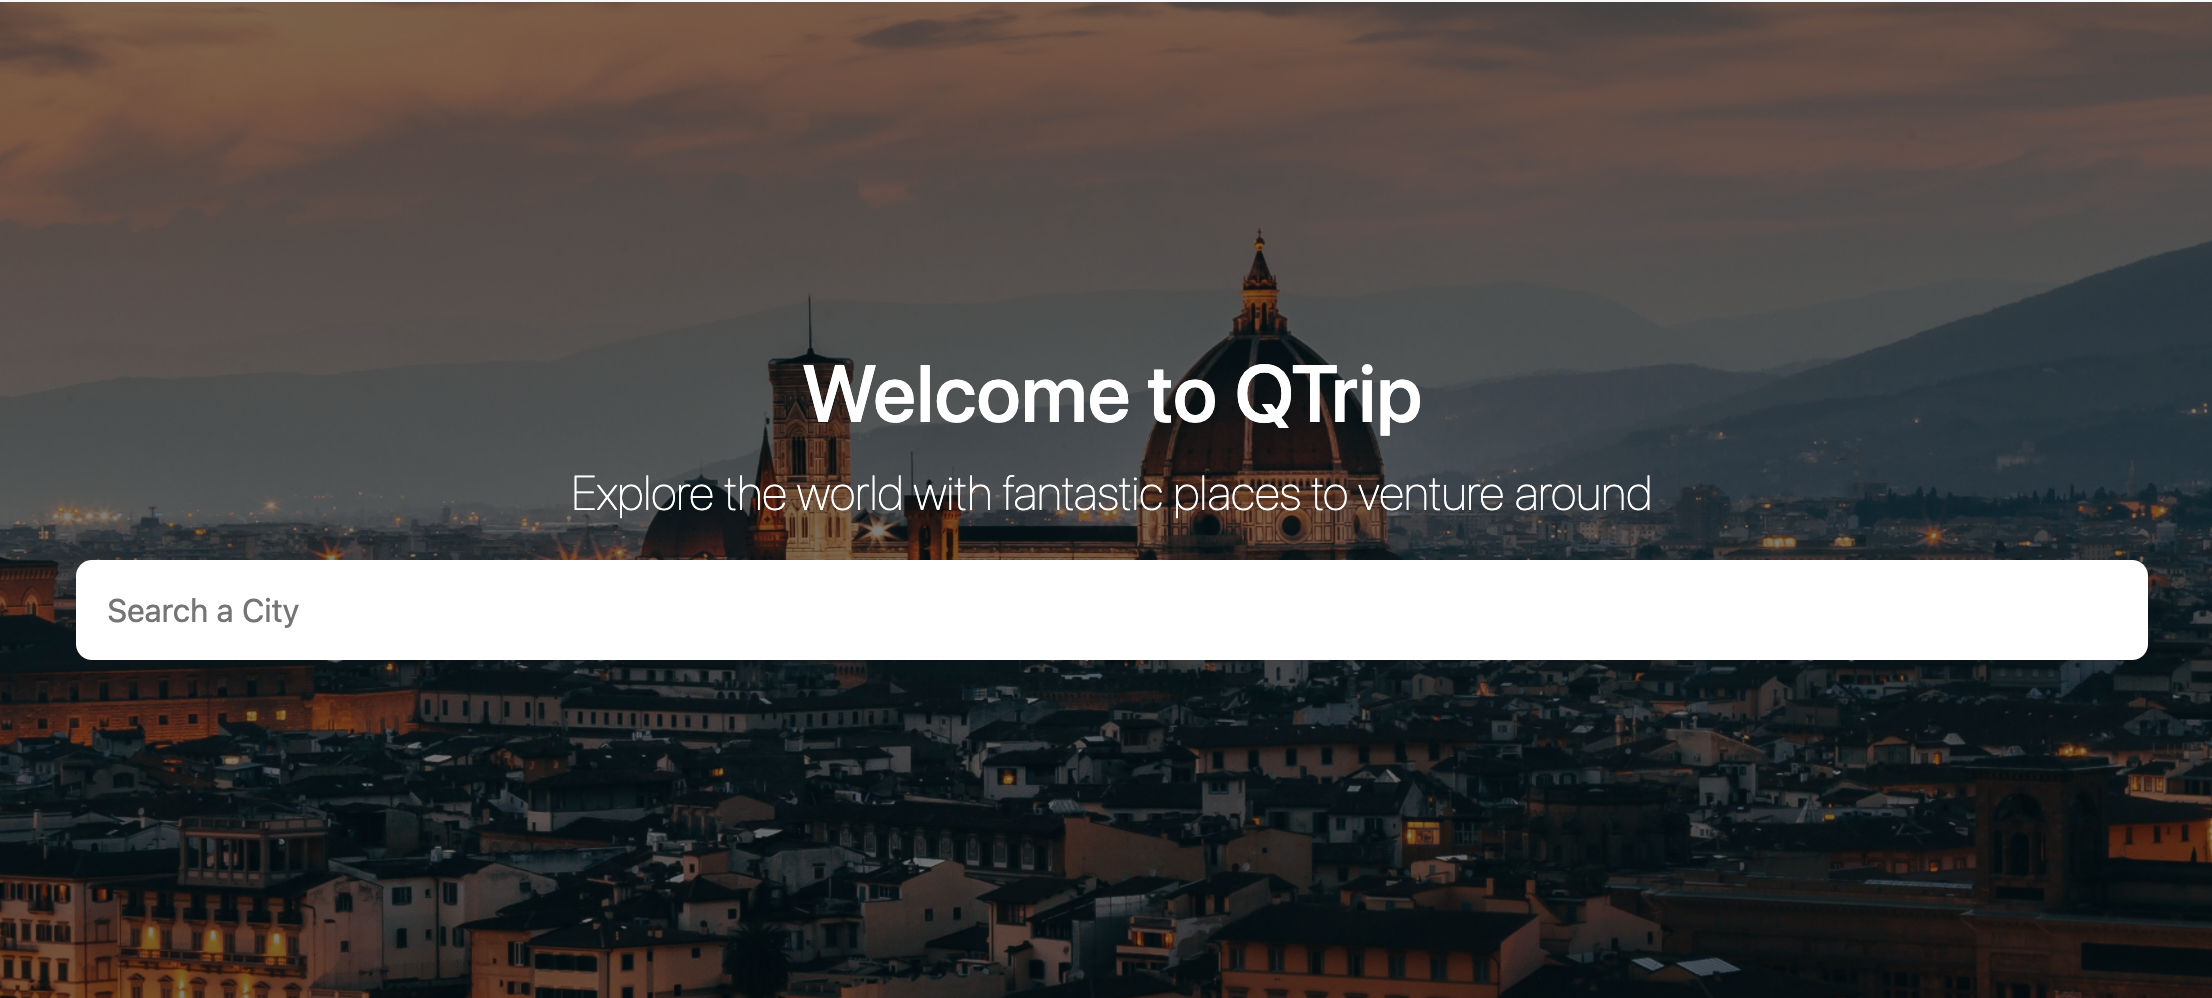 Welcome to QTrip
Explore the world with fantastic places to venture around
Search a City